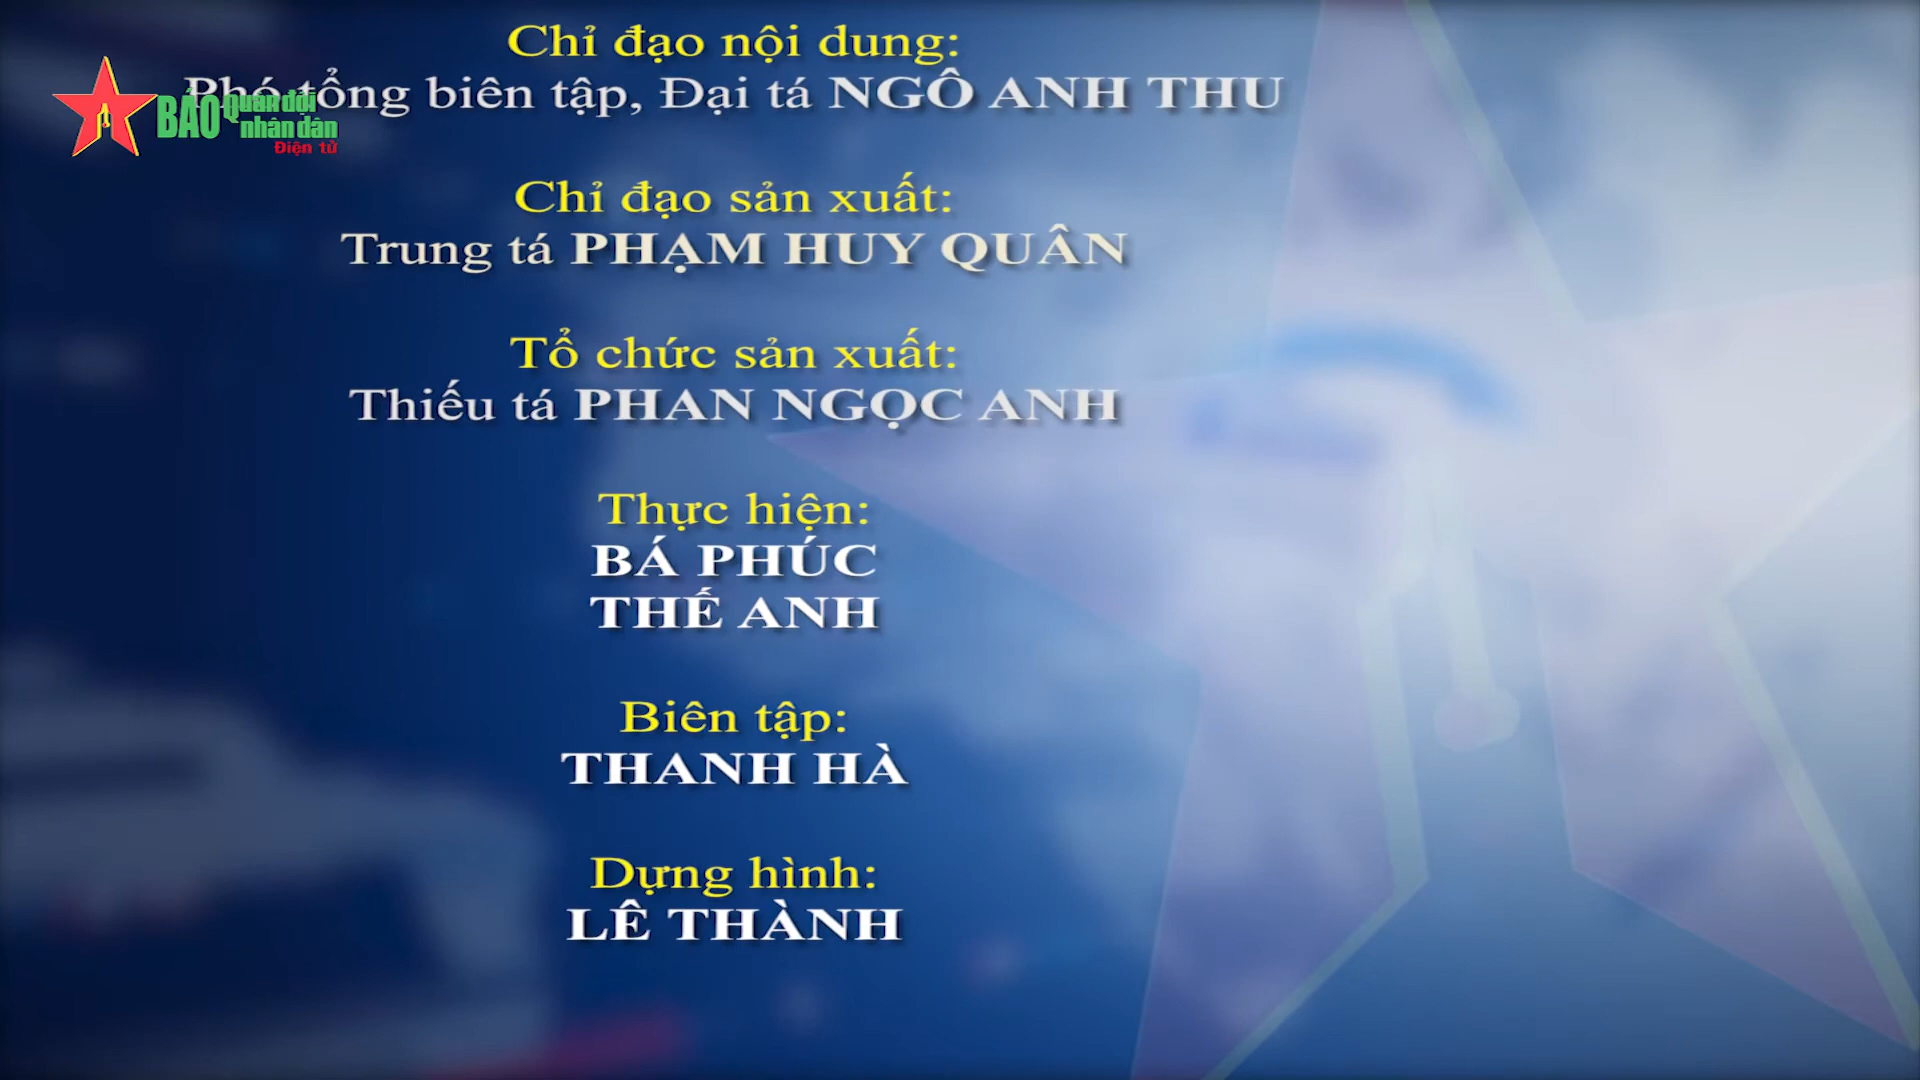 Chỉ đạo nội dung:
Phó tổng biên tập, Đại tá NGÔ ANH THU
BÁO Quân đội
nhân dân
Điện tử
Chỉ đạo sản xuất:
Trung tá PHẠM HUY QUÂN
Tổ chức sản xuất:
Thiếu tá PHAN NGỌC ANH
Thực hiện:
BÁ PHÚC
THẾ ANH
Biên tập:
THANH HÀ
Dựng hình:
LÊ THÀNH